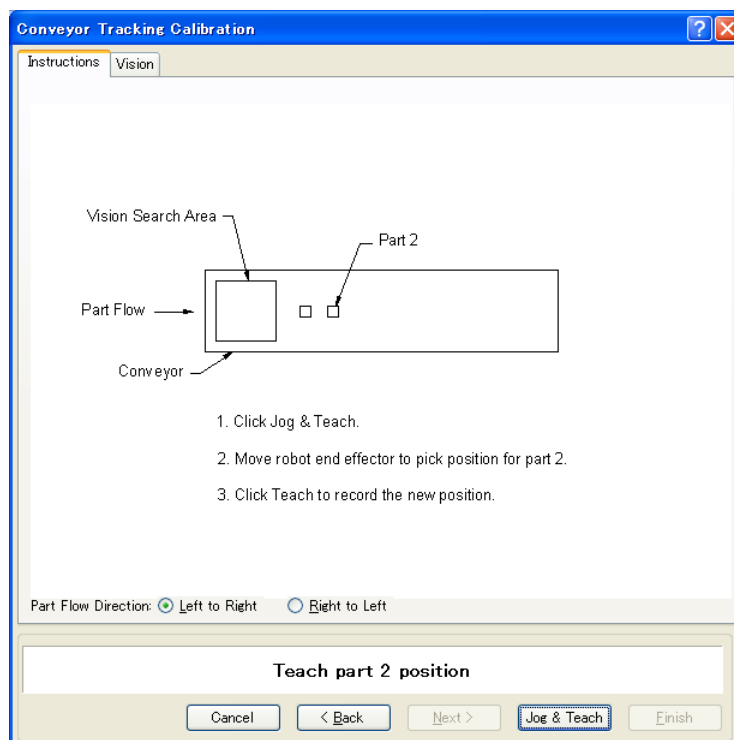 Conveyor Tracking Calibration
Instructions Vision
Vision Search Area
Part 2
Part Flow
Conveyor
1. Click Jog & Teach.
2. Move robot end effector to pick position for part 2.
3. Click Teach to record the new position.
Part Flow Direction: Left to Right Right to Left
Teach part 2 position
Cancel < Back Next > Jog & Teach Finish